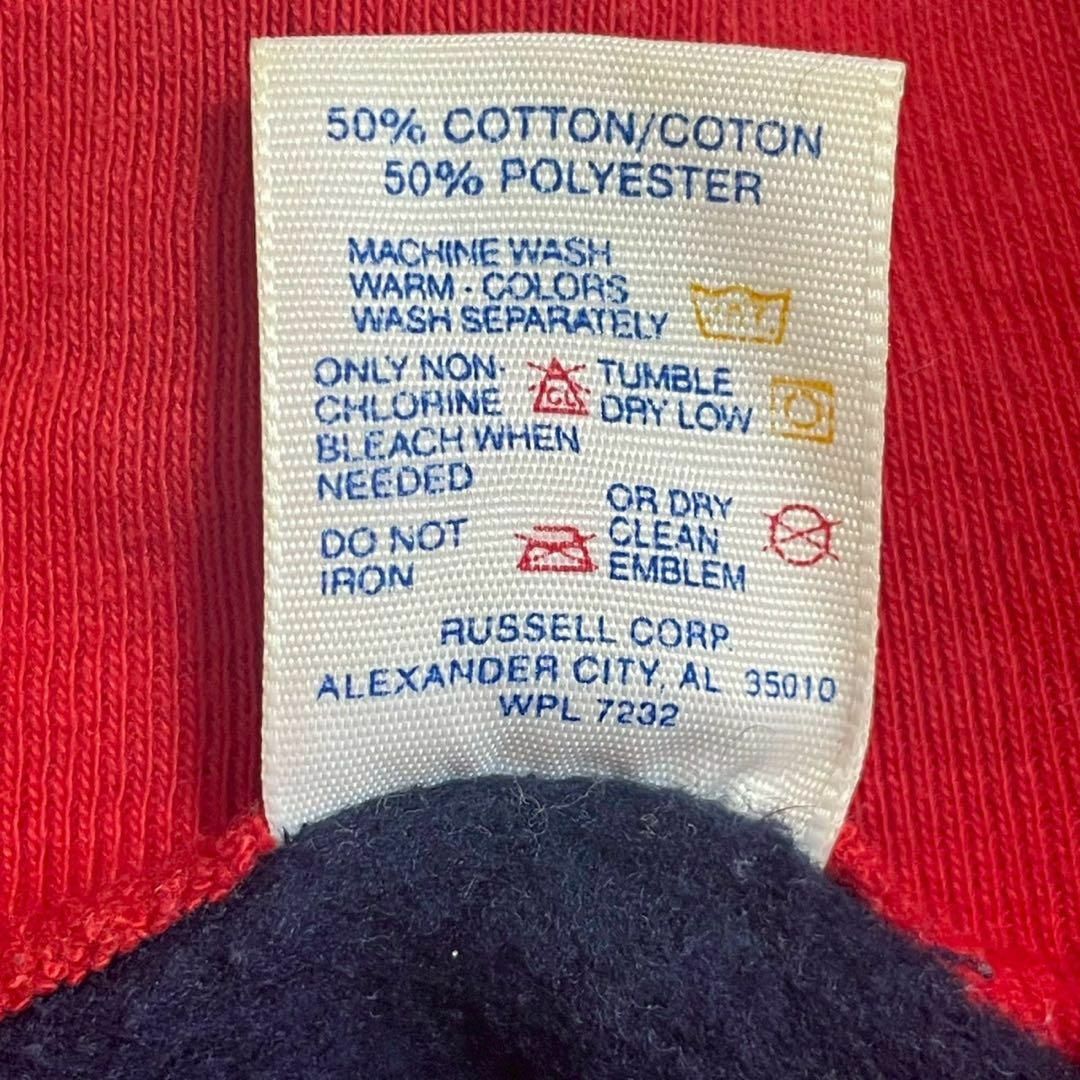 50% COTTON/COTON
50% POLYESTER
MACHINE WASH
WARM · COLORS
WASH SEPARATELY
ONLY NON-
CHLORINE
BLEACH WHEN
NEEDED
CL
TUMBLE
DRY LOW
DO NOT
IRON
OR DRY
CLEAN
EMBLEM
RUSSELL CORP.
ALEXANDER CITY, AL 35010
WPL 7232